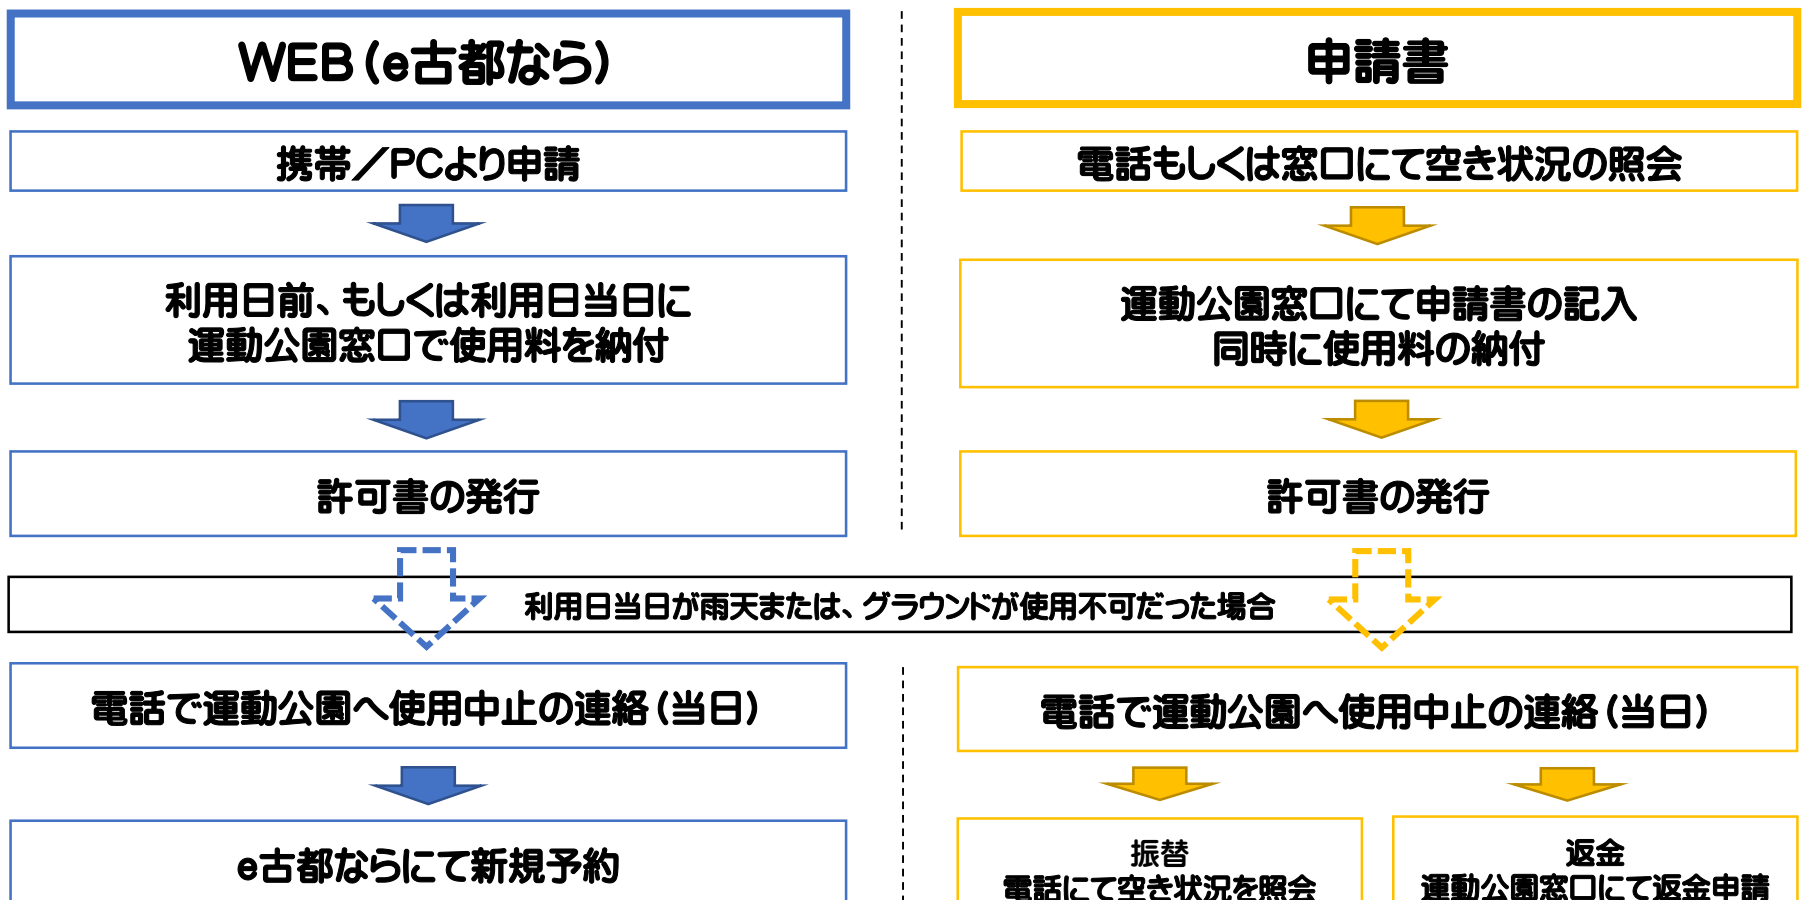 WEB（e古都なら）
携帯／PCより申請
利用日前、もしくは利用日当日に
運動公園窓口で使用料を納付
許可書の発行
申請書
電話もしくは窓口にて空き状況の照会
運動公園窓口にて申請書の記入
同時に使用料の納付
許可書の発行
利用日当日が雨天または、グラウンドが使用不可だった場合
電話で運動公園へ使用中止の連絡（当日）
e古都ならにて新規予約
電話で運動公園へ使用中止の連絡（当日）
振替
電話にて空き状況を照会
返金
運動公園窓口にて返金申請